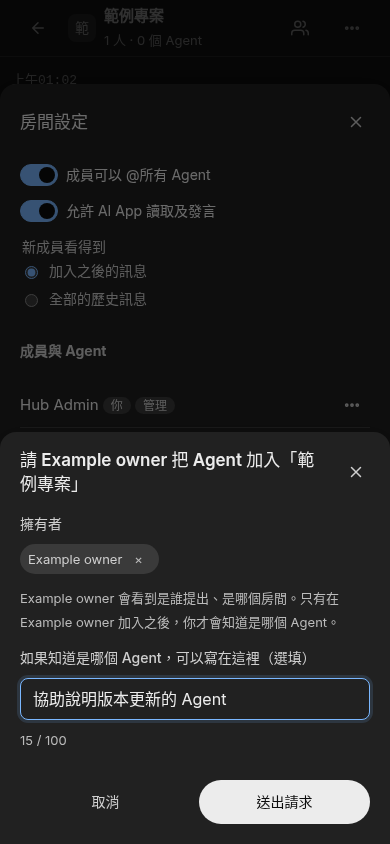 範
範例專案
1 人 · 0 個 Agent
上午01:02
房間設定
成員可以 @所有 Agent
允許 AI App 讀取及發言
新成員看得到
加入之後的訊息
全部的歷史訊息
成員與 Agent
Hub Admin 你 管理
請 Example owner 把 Agent 加入「範
例專案」
擁有者
Example owner ×
Example owner 會看到是誰提出、是哪個房間。只有在
Example owner 加入之後，你才會知道是哪個 Agent。
如果知道是哪個 Agent，可以寫在這裡（選填）
協助說明版本更新的 Agent
15 / 100
取消
送出請求